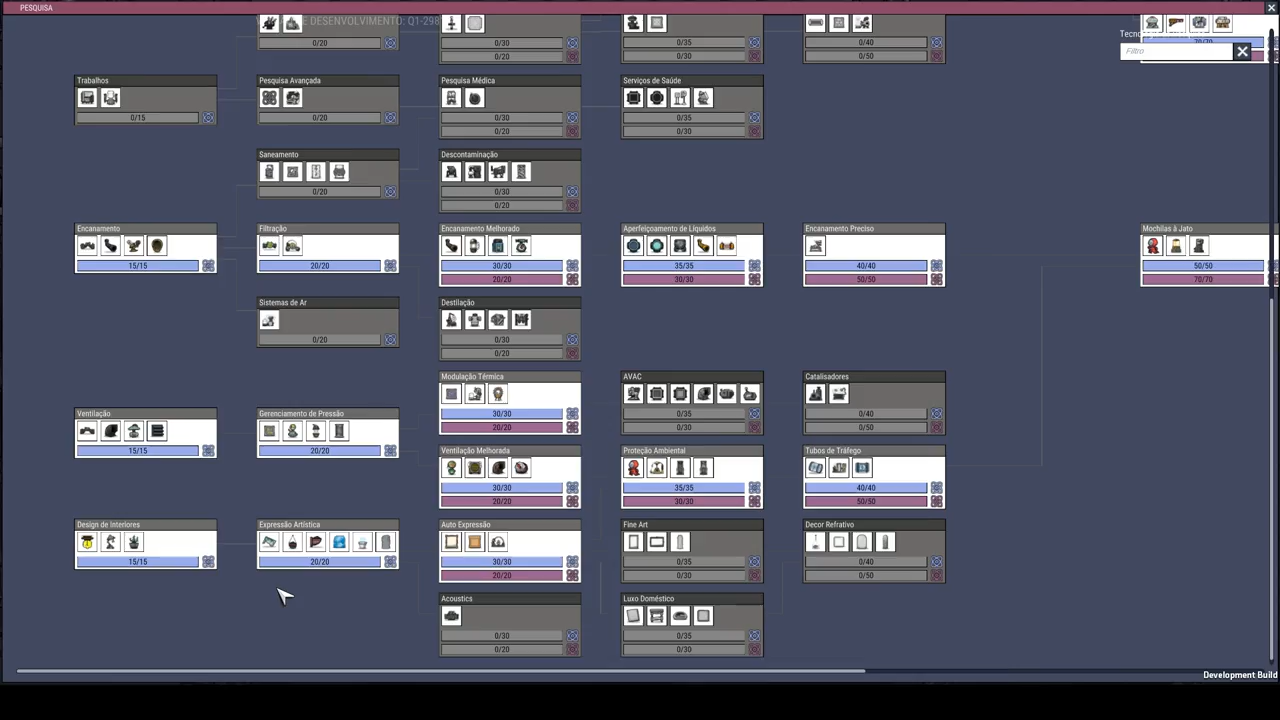 PESQUISA
DE DESENVOLVIMENTO: Q1-298
0/20
0/30
0/20
0/35
0/30
0/40
0/50
70/70
Filtro
Trabalhos
0/15
Pesquisa Avançada
0/20
Pesquisa Médica
0/30
0/20
Serviços de Saúde
0/35
0/30
Saneamento
0/20
Descontaminação
0/30
0/20
Encanamento
15/15
Filtração
20/20
Encanamento Melhorado
30/30
20/20
Aperfeiçoamento de Líquidos
35/35
30/30
Encanamento Preciso
40/40
50/50
Mochilas à Jato
50/50
70/70
Sistemas de Ar
0/20
Destilação
0/30
0/20
Modulação Térmica
30/30
20/20
AVAC
0/35
0/30
Catalisadores
0/40
0/50
Ventilação
15/15
Gerenciamento de Pressão
20/20
Ventilação Melhorada
30/30
20/20
Proteção Ambiental
35/35
30/30
Tubos de Tráfego
40/40
50/50
Design de Interiores
15/15
Expressão Artística
20/20
Auto Expressão
30/30
20/20
Fine Art
0/35
0/30
Decor Refrativo
0/40
0/50
Acoustics
0/30
0/20
Luxo Doméstico
0/35
0/30
Development Build